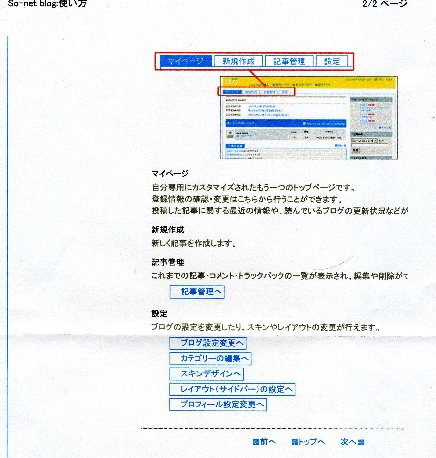 So-net blog:使い方
2/2 ページ
マイページ
新規作成
記事管理
設定
マイページ
自分専用にカスタマイズされたもう一つのトップページです。
登録情報の確認・変更はこちらから行うことができます。
投稿した記事に関する最近の情報や、読んでいるブログの更新状況などが
新規作成
新しく記事を作成します。
記事管理
これまでの記事・コメント・トラックバックの一覧が表示され、編集や削除がて
記事管理へ
設定
ブログの設定を変更したり、スキンやレイアウトの変更が行えます。
ブログ設定変更へ
カテゴリーの編集へ
スキンデザインへ
レイアウト(サイドバー)の設定へ
プロフィール設定変更へ
前へ
トップへ
次へ